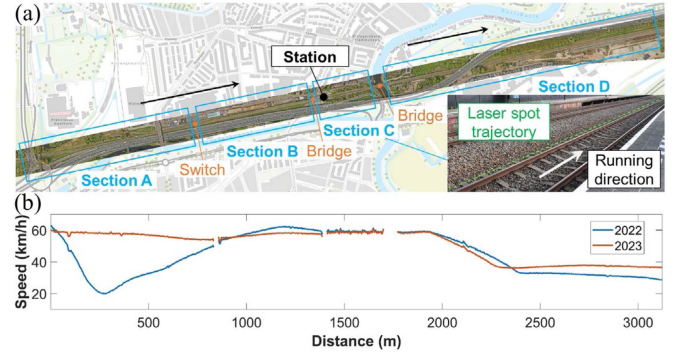 (a)
Station
Section D
Bridge
Laser spot
trajectory
Section C
Bridge
Section B
Switch
Section A
Running
direction
(b)
2022
2023
Speed (km/h)
60
40
20
500
1000
1500
2000
2500
3000
Distance (m)